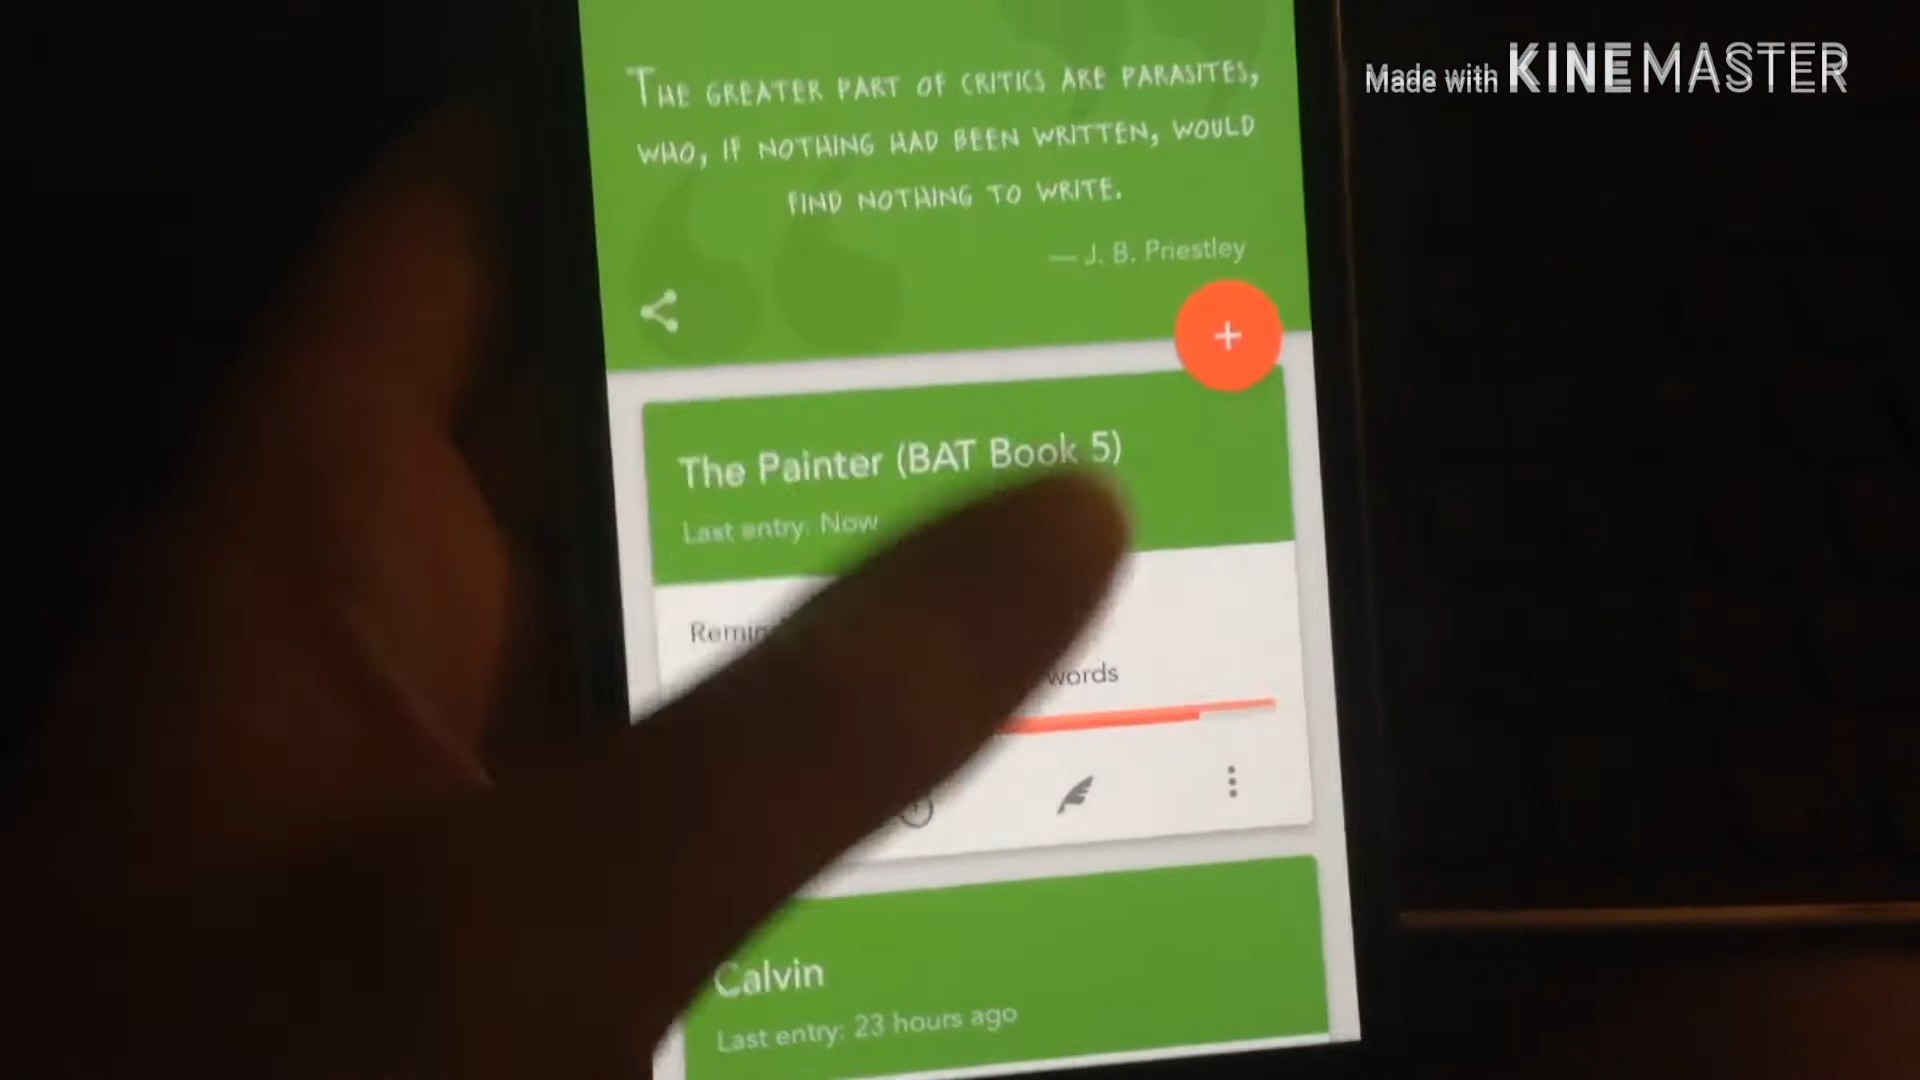 Made with KINEMASTER
THE GREATER PART OF CRITICS ARE PARASITES,
WHO, IF NOTHING HAD BEEN WRITTEN, WOULD
FIND NOTHING TO WRITE.
— J. B. Priestley
+
The Painter (BAT Book 5)
Last entry: Now
words
Calvin
Last entry: 23 hours ago